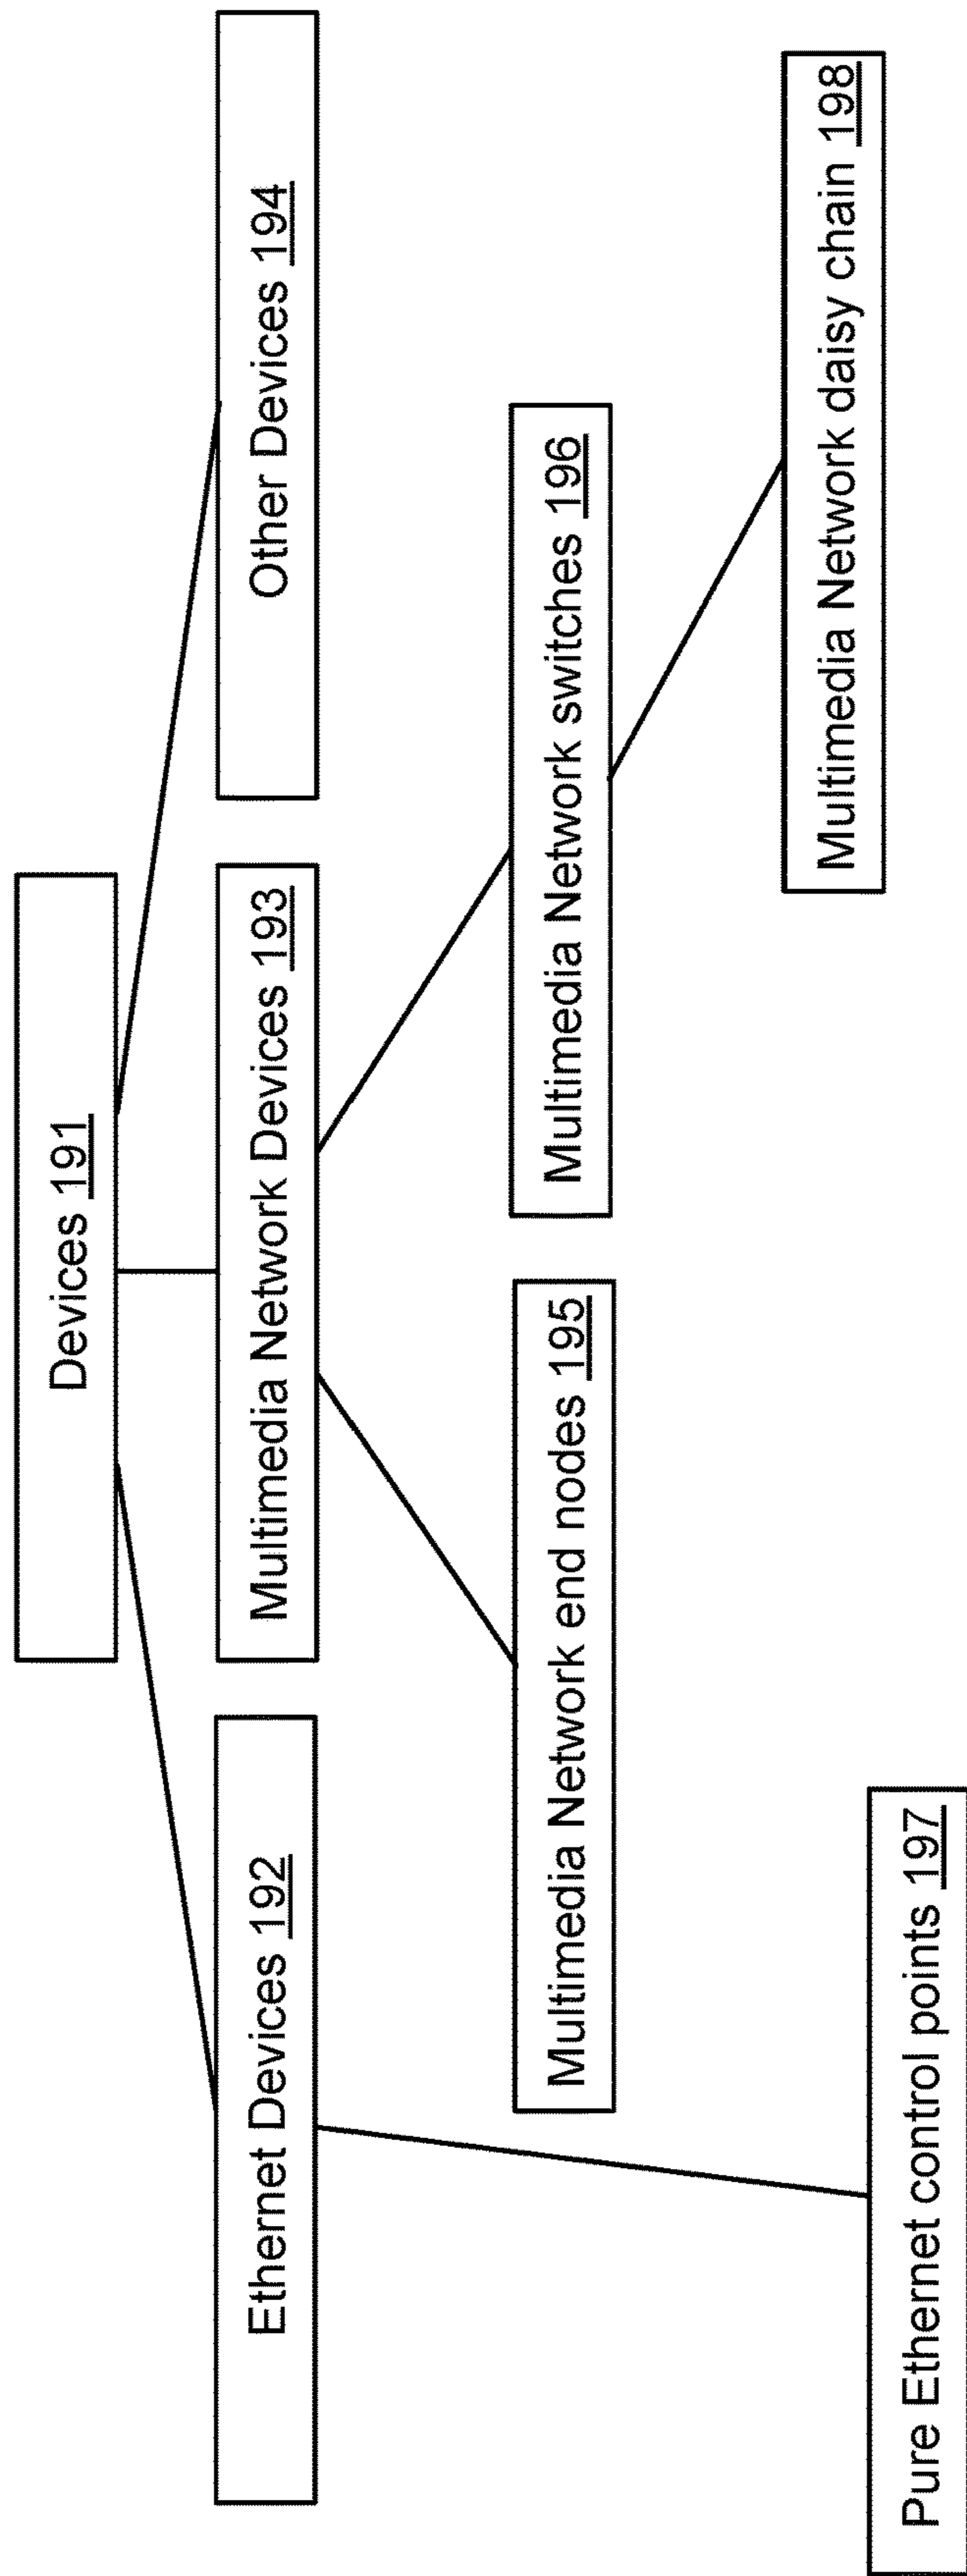 Devices 191
Ethernet Devices 192
Multimedia Network Devices 193
Other Devices 194
Multimedia Network end nodes 195
Multimedia Network switches 196
Pure Ethernet control points 197
Multimedia Network daisy chain 198